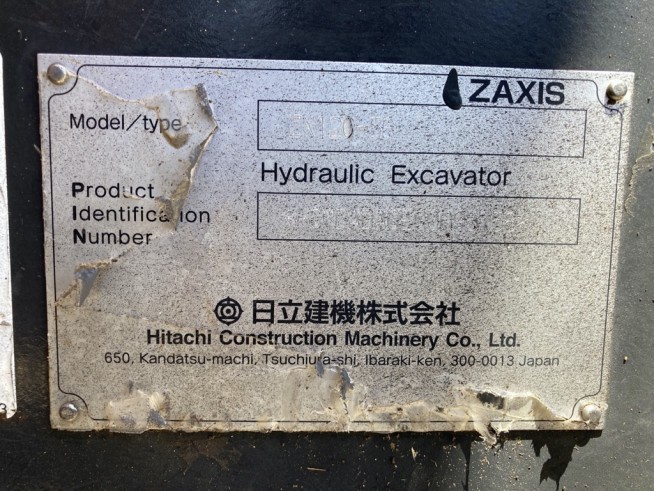 ZAXIS
Model/type
Hydraulic Excavator
Product
Identification
Number
日立建機株式会社
Hitachi Construction Machinery Co., Ltd.
650, Kandatsu-machi, Tsuchiura-shi, Ibaraki-ken, 300-0013 Japan
3